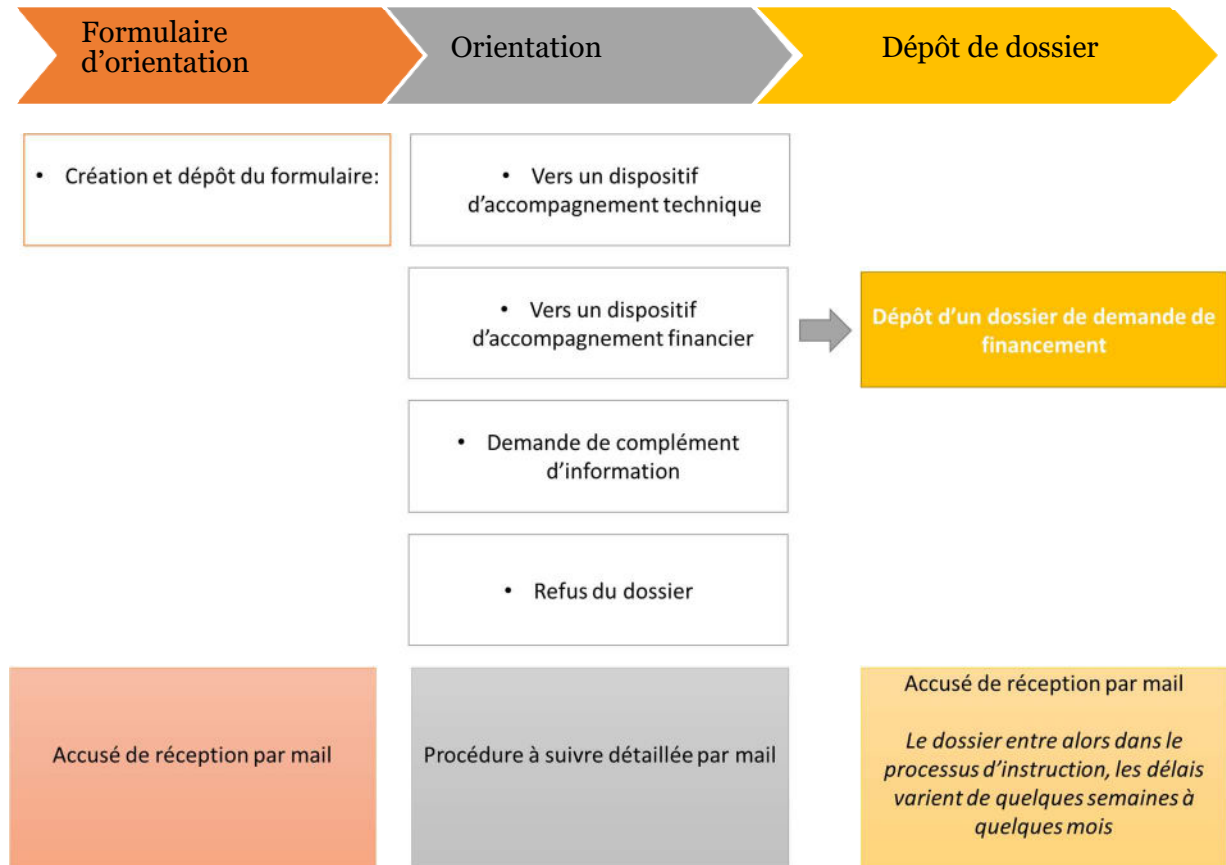 Formulaire
d’orientation
Orientation
Dépôt de dossier
• Création et dépôt du formulaire:
• Vers un dispositif
d’accompagnement technique
• Vers un dispositif
d’accompagnement financier
Dépôt d’un dossier de demande de
financement
• Demande de complément
d’information
• Refus du dossier
Accusé de réception par mail
Procédure à suivre détaillée par mail
Accusé de réception par mail
Le dossier entre alors dans le
processus d’instruction, les délais
varient de quelques semaines à
quelques mois